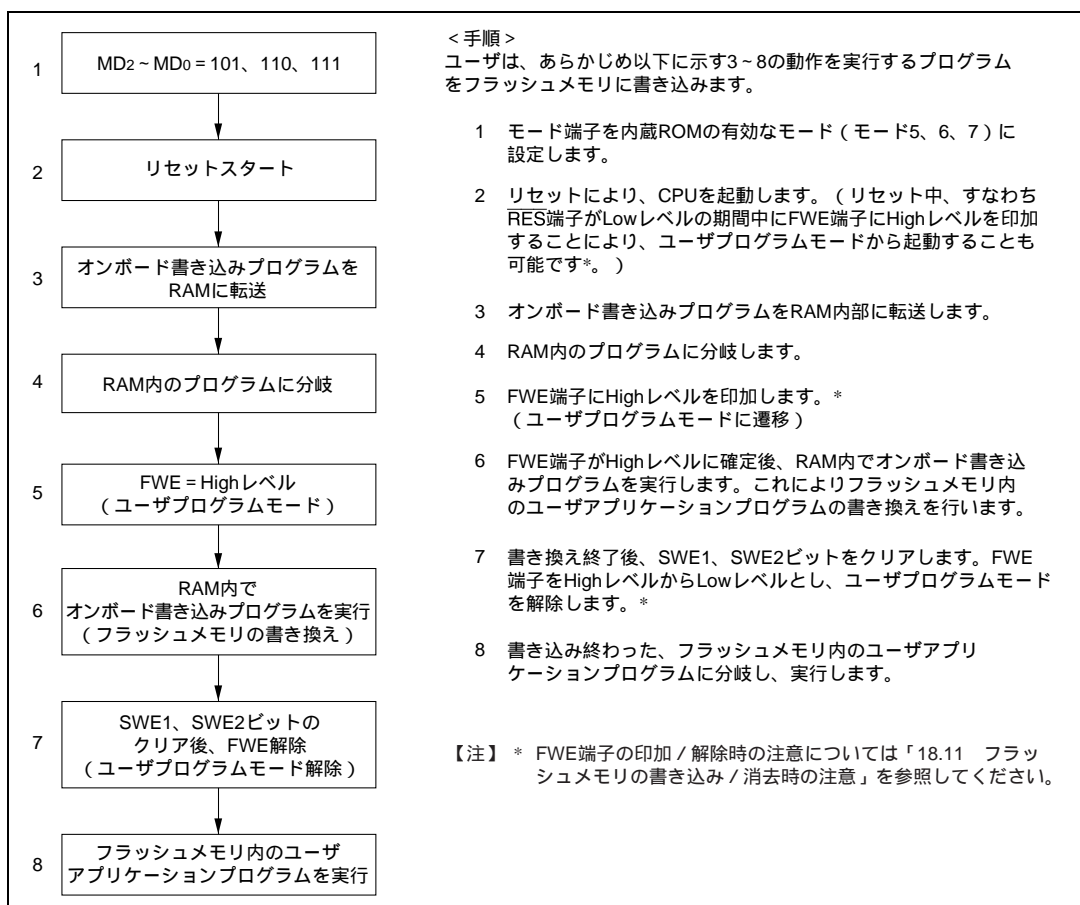 1
MD2 ~ MD0 = 101、110、111
2
リセットスタート
3
オンボード書き込みプログラムを
RAMに転送
4
RAM内のプログラムに分岐
5
FWE = Highレベル
（ユーザプログラムモード）
6
RAM内で
オンボード書き込みプログラムを実行
（フラッシュメモリの書き換え）
7
SWE1、SWE2ビットの
クリア後、FWE解除
（ユーザプログラムモード解除）
8
フラッシュメモリ内のユーザ
アプリケーションプログラムを実行
＜手順＞
ユーザは、あらかじめ以下に示す3 ~ 8の動作を実行するプログラム
をフラッシュメモリに書き込みます。
1 モード端子を内蔵ROMの有効なモード（モード5、6、7）に
設定します。
2 リセットにより、CPUを起動します。（リセット中、すなわち
RES端子がLowレベルの期間中にFWE端子にHighレベルを印加
することにより、ユーザプログラムモードから起動することも
可能です*。）
3 オンボード書き込みプログラムをRAM内部に転送します。
4 RAM内のプログラムに分岐します。
5 FWE端子にHighレベルを印加します。*
（ユーザプログラムモードに遷移）
6 FWE端子がHighレベルに確定後、RAM内でオンボード書き込
みプログラムを実行します。これによりフラッシュメモリ内
のユーザアプリケーションプログラムの書き換えを行います。
7 書き換え終了後、SWE1、SWE2ビットをクリアします。FWE
端子をHighレベルからLowレベルとし、ユーザプログラムモード
を解除します。*
8 書き込み終わった、フラッシュメモリ内のユーザアプリ
ケーションプログラムに分岐し、実行します。
【注】 * FWE端子の印加 / 解除時の注意については「18.11 フラッ
シュメモリの書き込み / 消去時の注意」を参照してください。